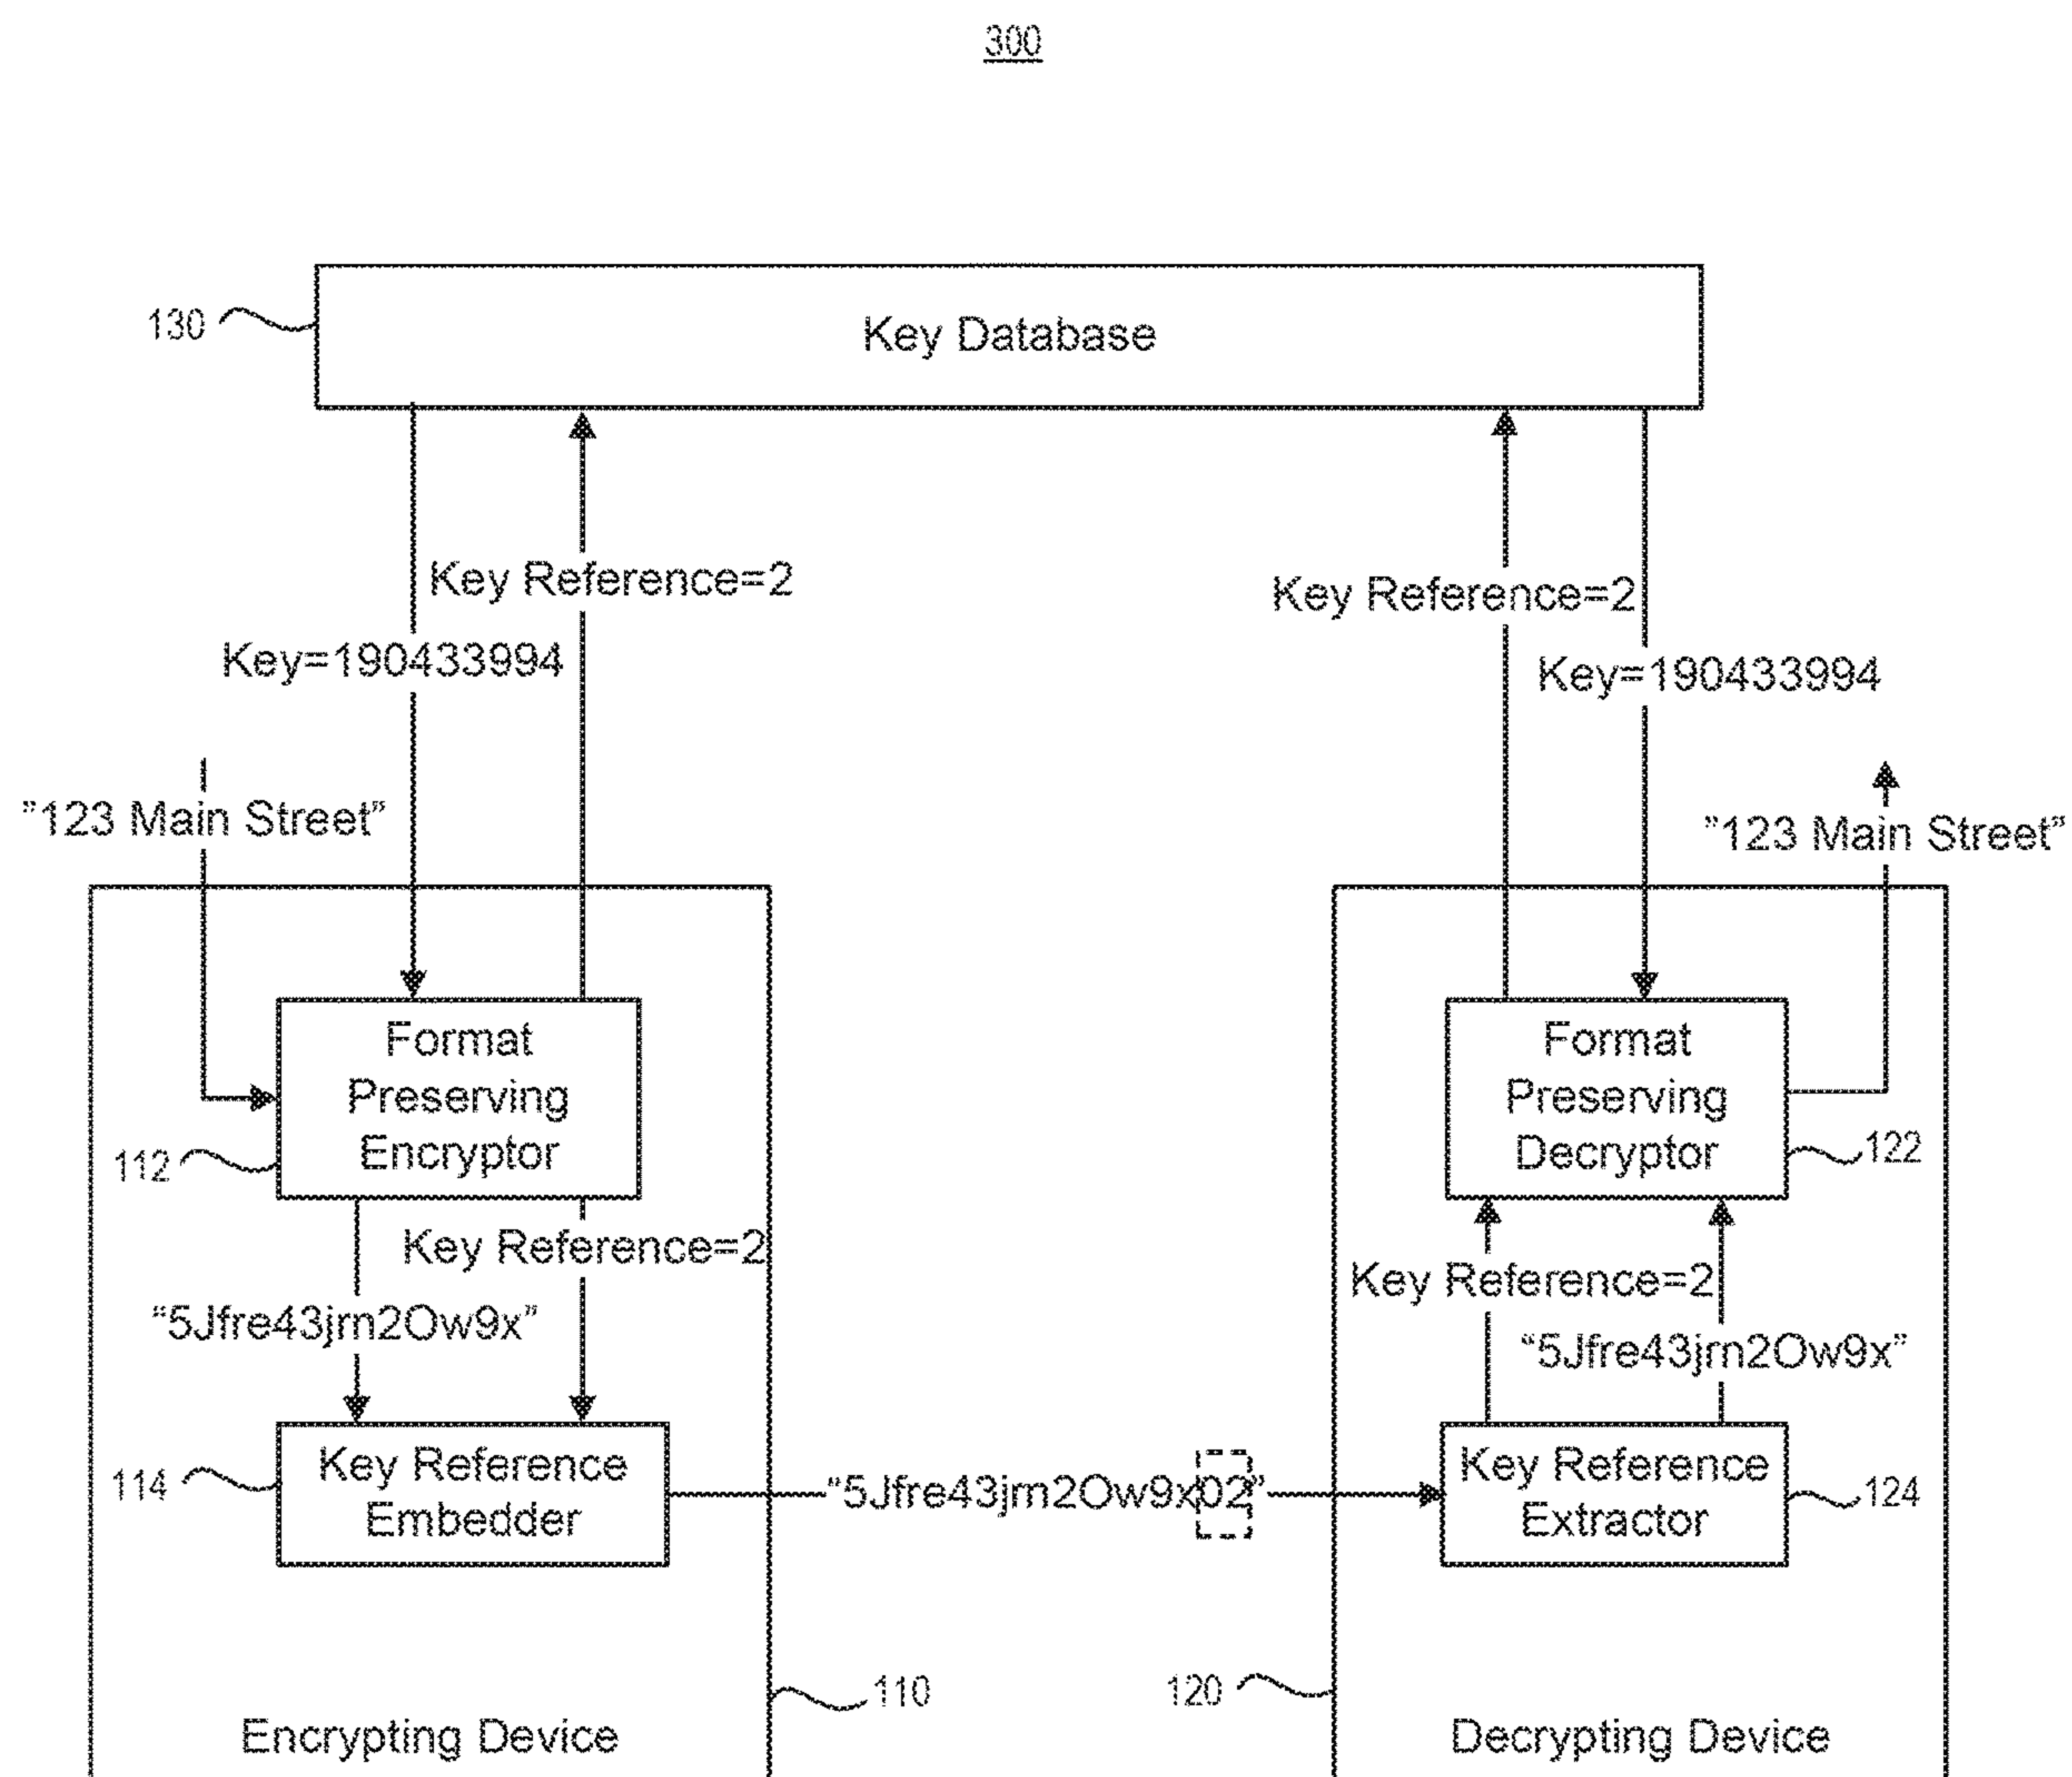 300
130
Key Database
Key Reference=2
Key Reference=2
Key=190433994
Key=190433994
”123 Main Street”
”123 Main Street”
Format
Preserving
Encryptor
Format
Preserving
Decryptor
112
122
Key Reference=2
Key Reference=2
“5Jfre43jrn2Ow9x”
“5Jfre43jrn2Ow9x”
114
Key Reference
Embedder
“5Jfre43jrn2Ow9x02”
Key Reference
Extractor
124
110
120
Encrypting Device
Decrypting Device